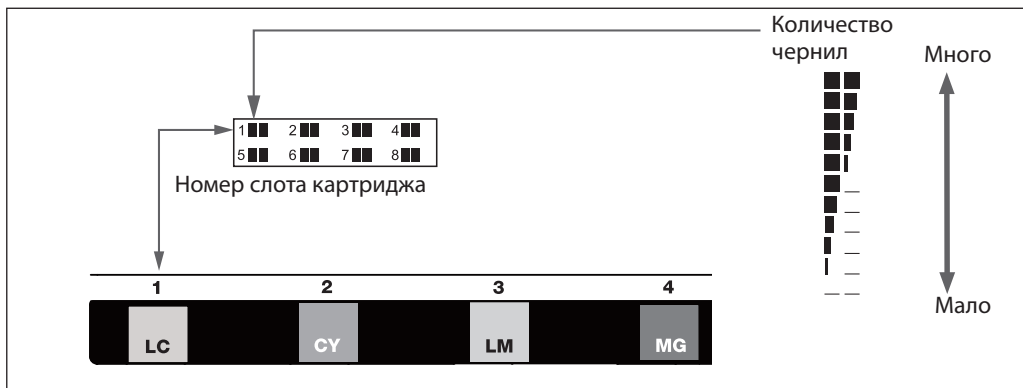 Количество
чернил
Много
1 2 3 4
5 6 7 8
Номер слота картриджа
Мало
1 2 3 4
LC CY LM MG